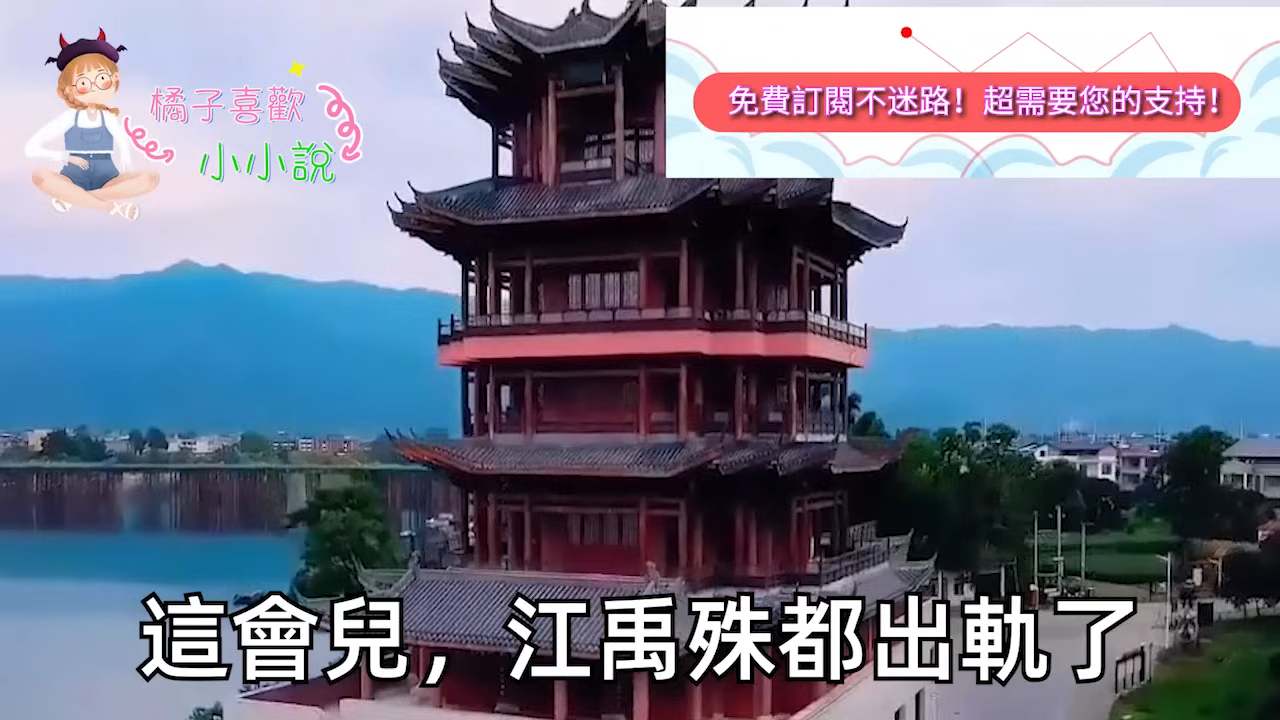 橘子喜歡
小小說
免費訂閱不迷路！超需要您的支持！
這會兒，江禹殊都出軌了